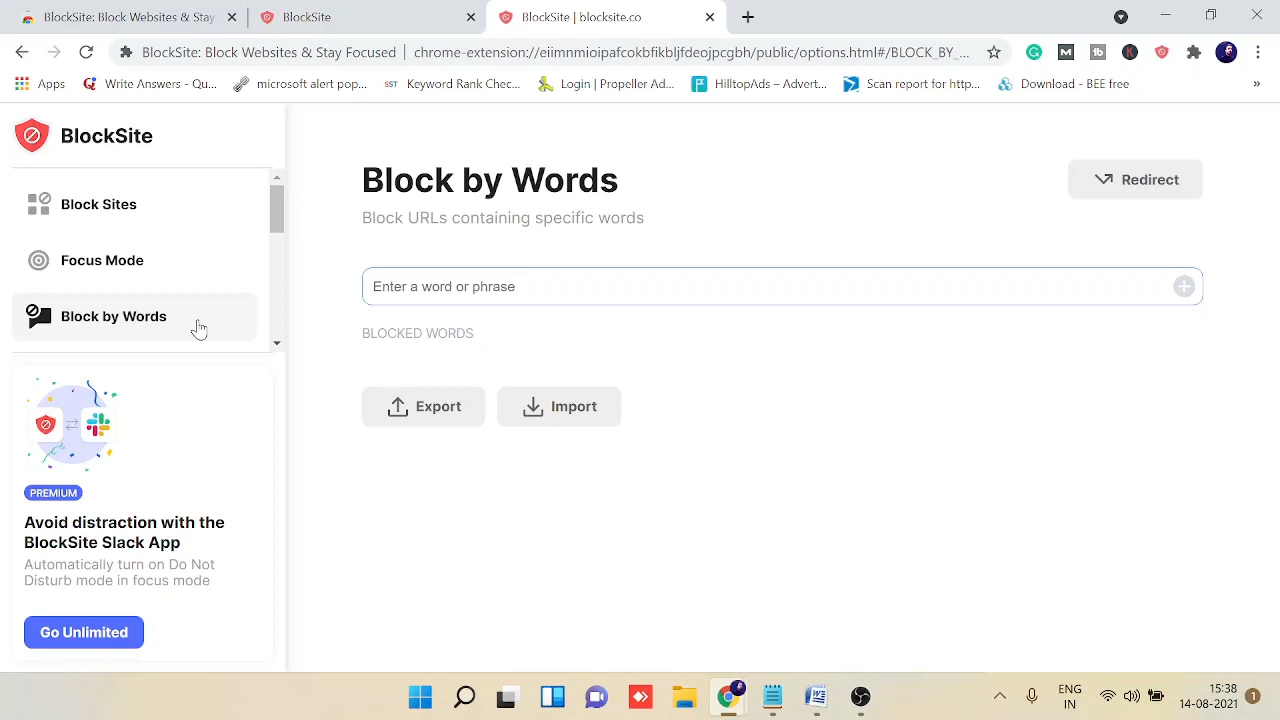 BlockSite: Block Websites & Stay
BlockSite
BlockSite | blocksite.co
BlockSite: Block Websites & Stay Focused | chrome-extension://eiimnmioipafcokbfikbljfdeojpcgbh/public/options.html#/BLOCK_BY_...
Apps
Write Answers - Qu...
microsoft alert pop...
SST Keyword Rank Chec...
Login | Propeller Ad...
HilltopAds – Advert...
Scan report for http...
Download - BEE free
»
BlockSite
Block Sites
Focus Mode
Block by Words
PREMIUM
Avoid distraction with the
BlockSite Slack App
Automatically turn on Do Not
Disturb mode in focus mode
Go Unlimited
Block by Words
Block URLs containing specific words
Redirect
Enter a word or phrase
BLOCKED WORDS
Export
Import
ENG
IN
15:38
14-08-2021
1